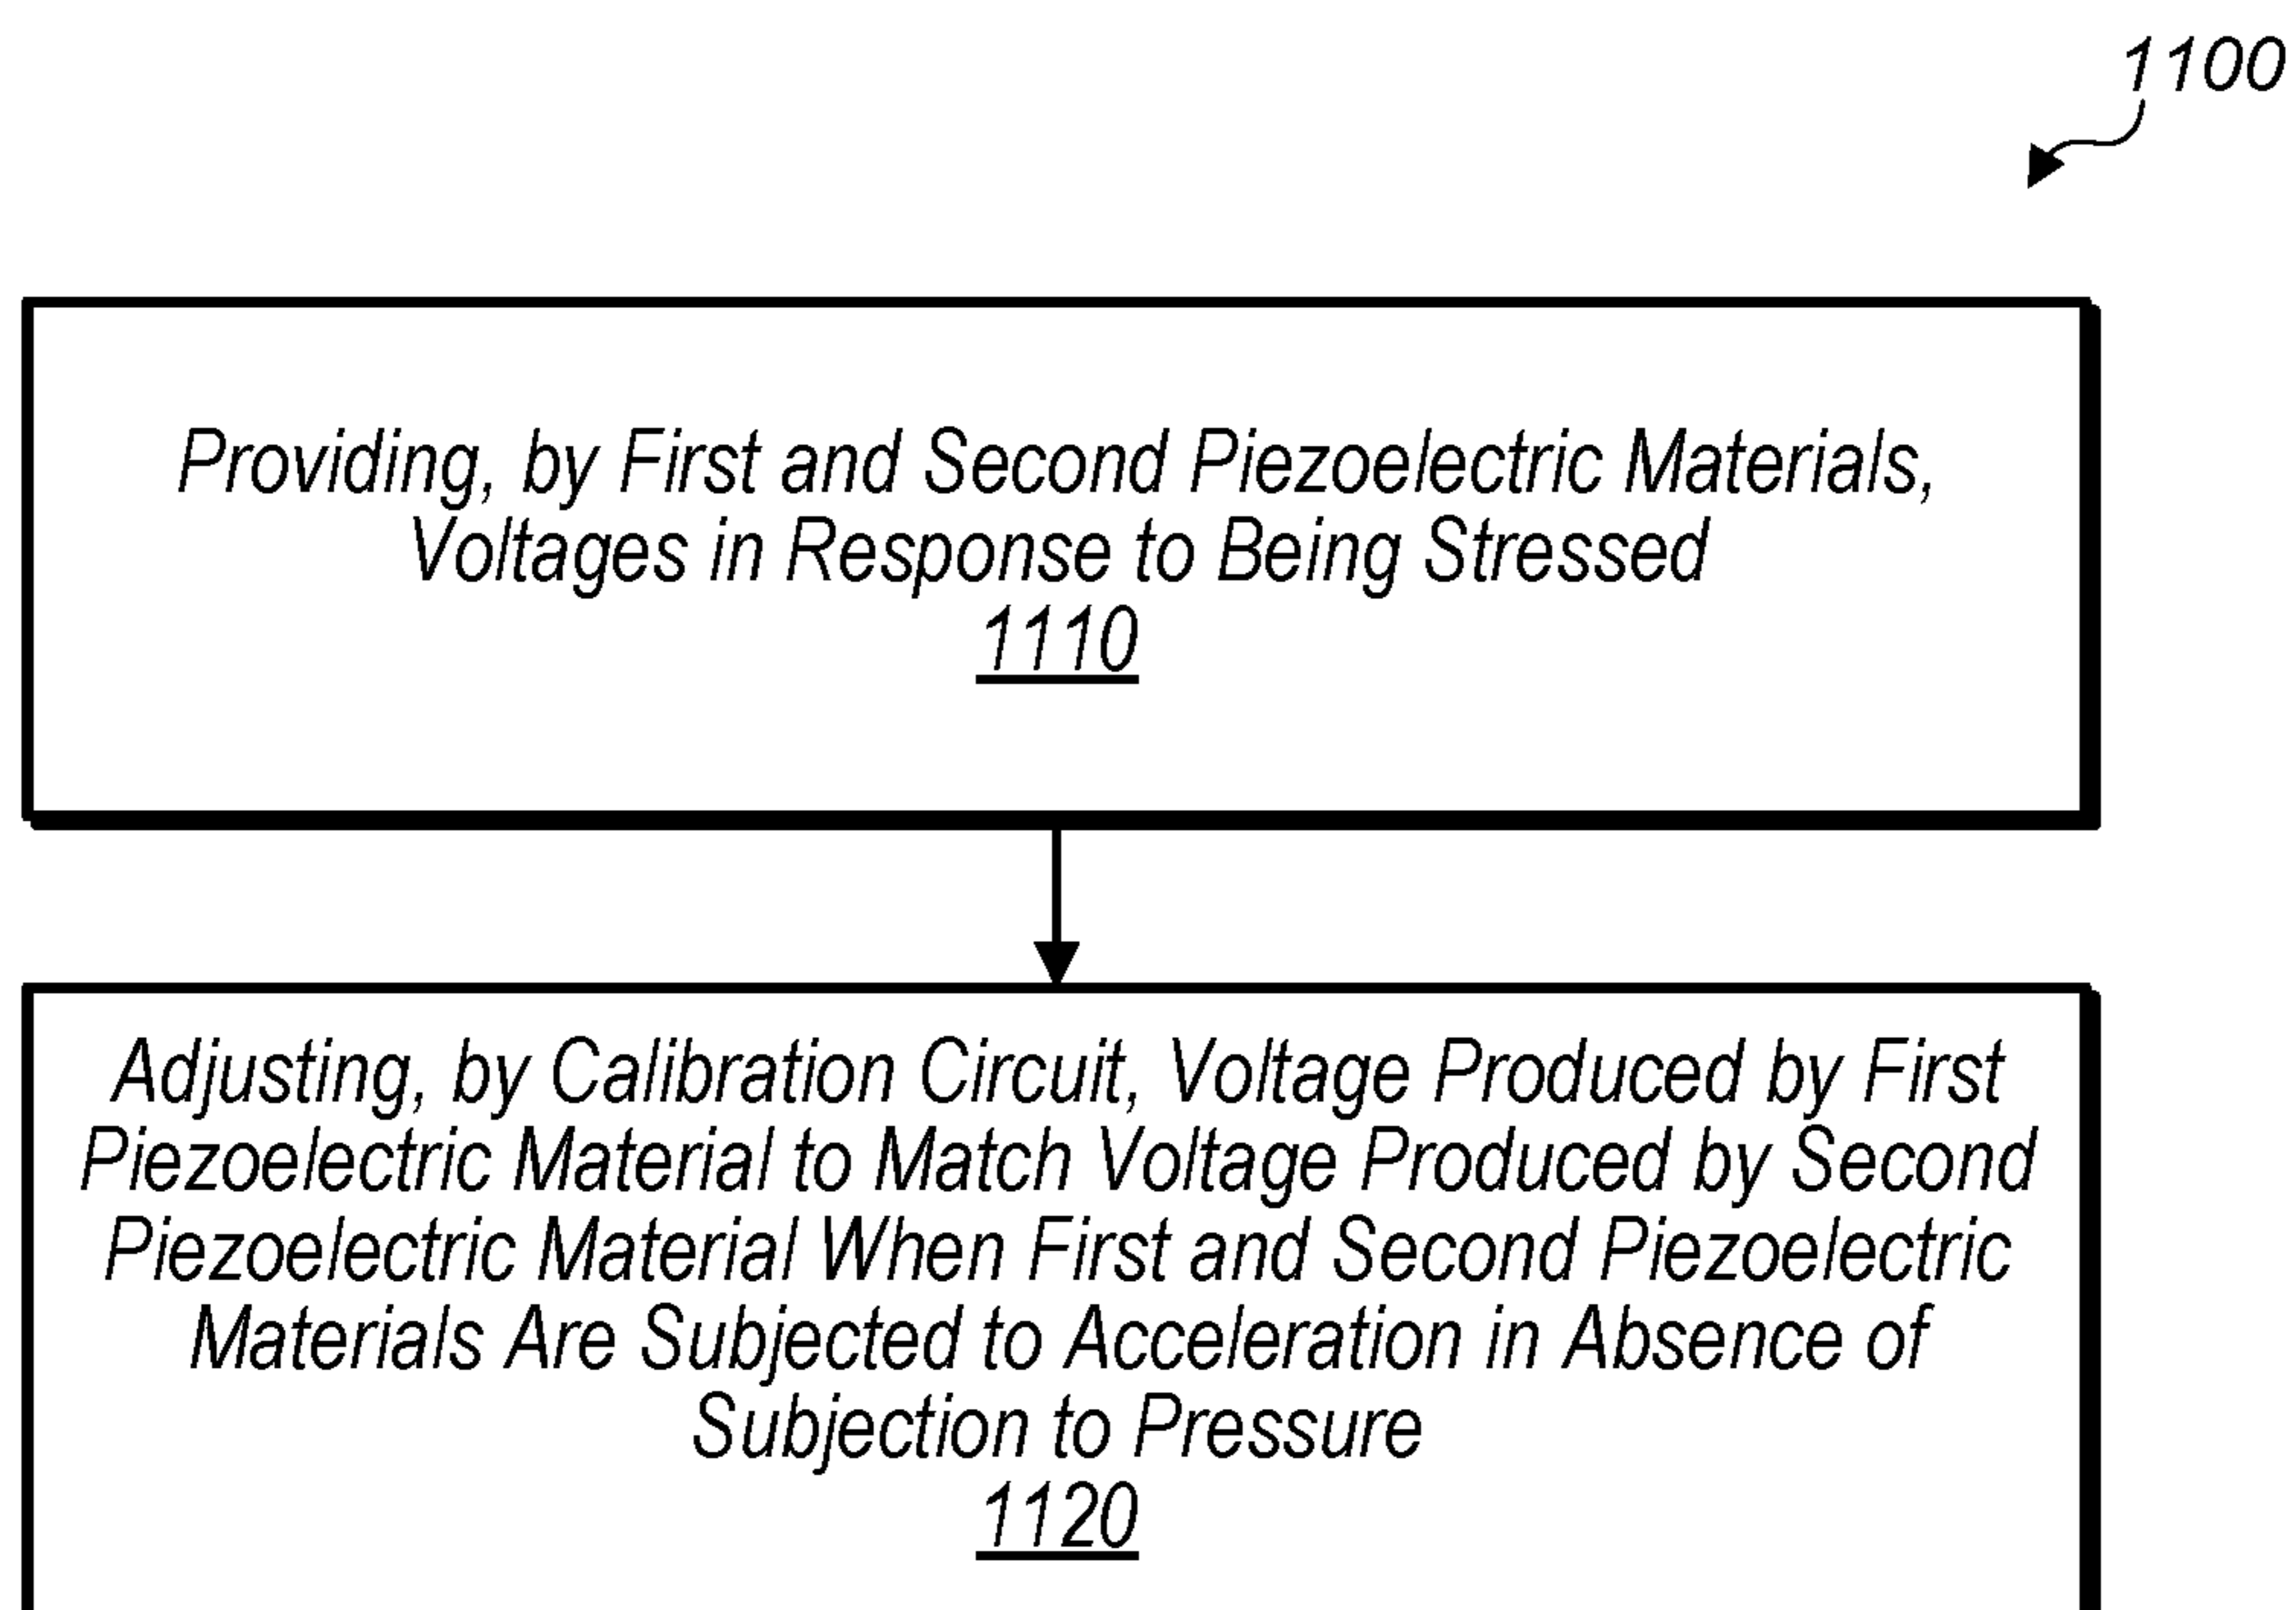 1100
Providing, by First and Second Piezoelectric Materials,
Voltages in Response to Being Stressed
1110
Adjusting, by Calibration Circuit, Voltage Produced by First
Piezoelectric Material to Match Voltage Produced by Second
Piezoelectric Material When First and Second Piezoelectric
Materials Are Subjected to Acceleration in Absence of
Subjection to Pressure
1120